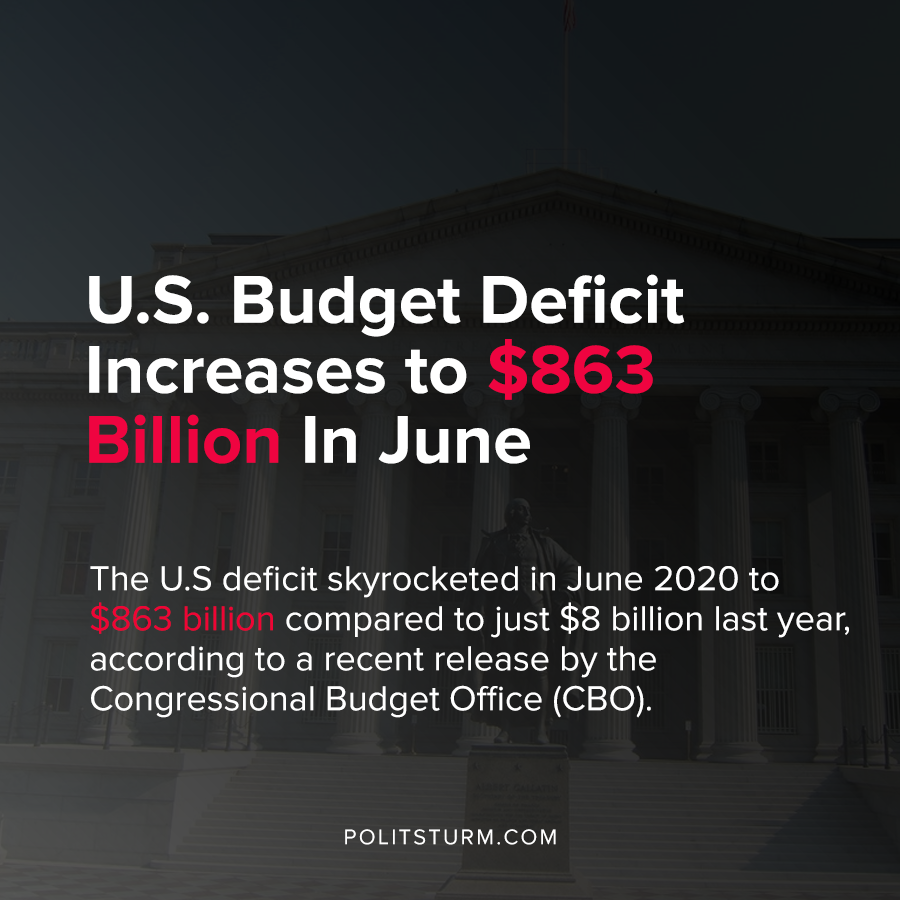 U.S. Budget Deficit
Increases to $863
Billion In June
The U.S deficit skyrocketed in June 2020 to
$863 billion compared to just $8 billion last year,
according to a recent release by the
Congressional Budget Office (CBO).
POLITSTURM.COM